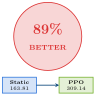 89%
BETTER
Static
163.81
PPO
309.14